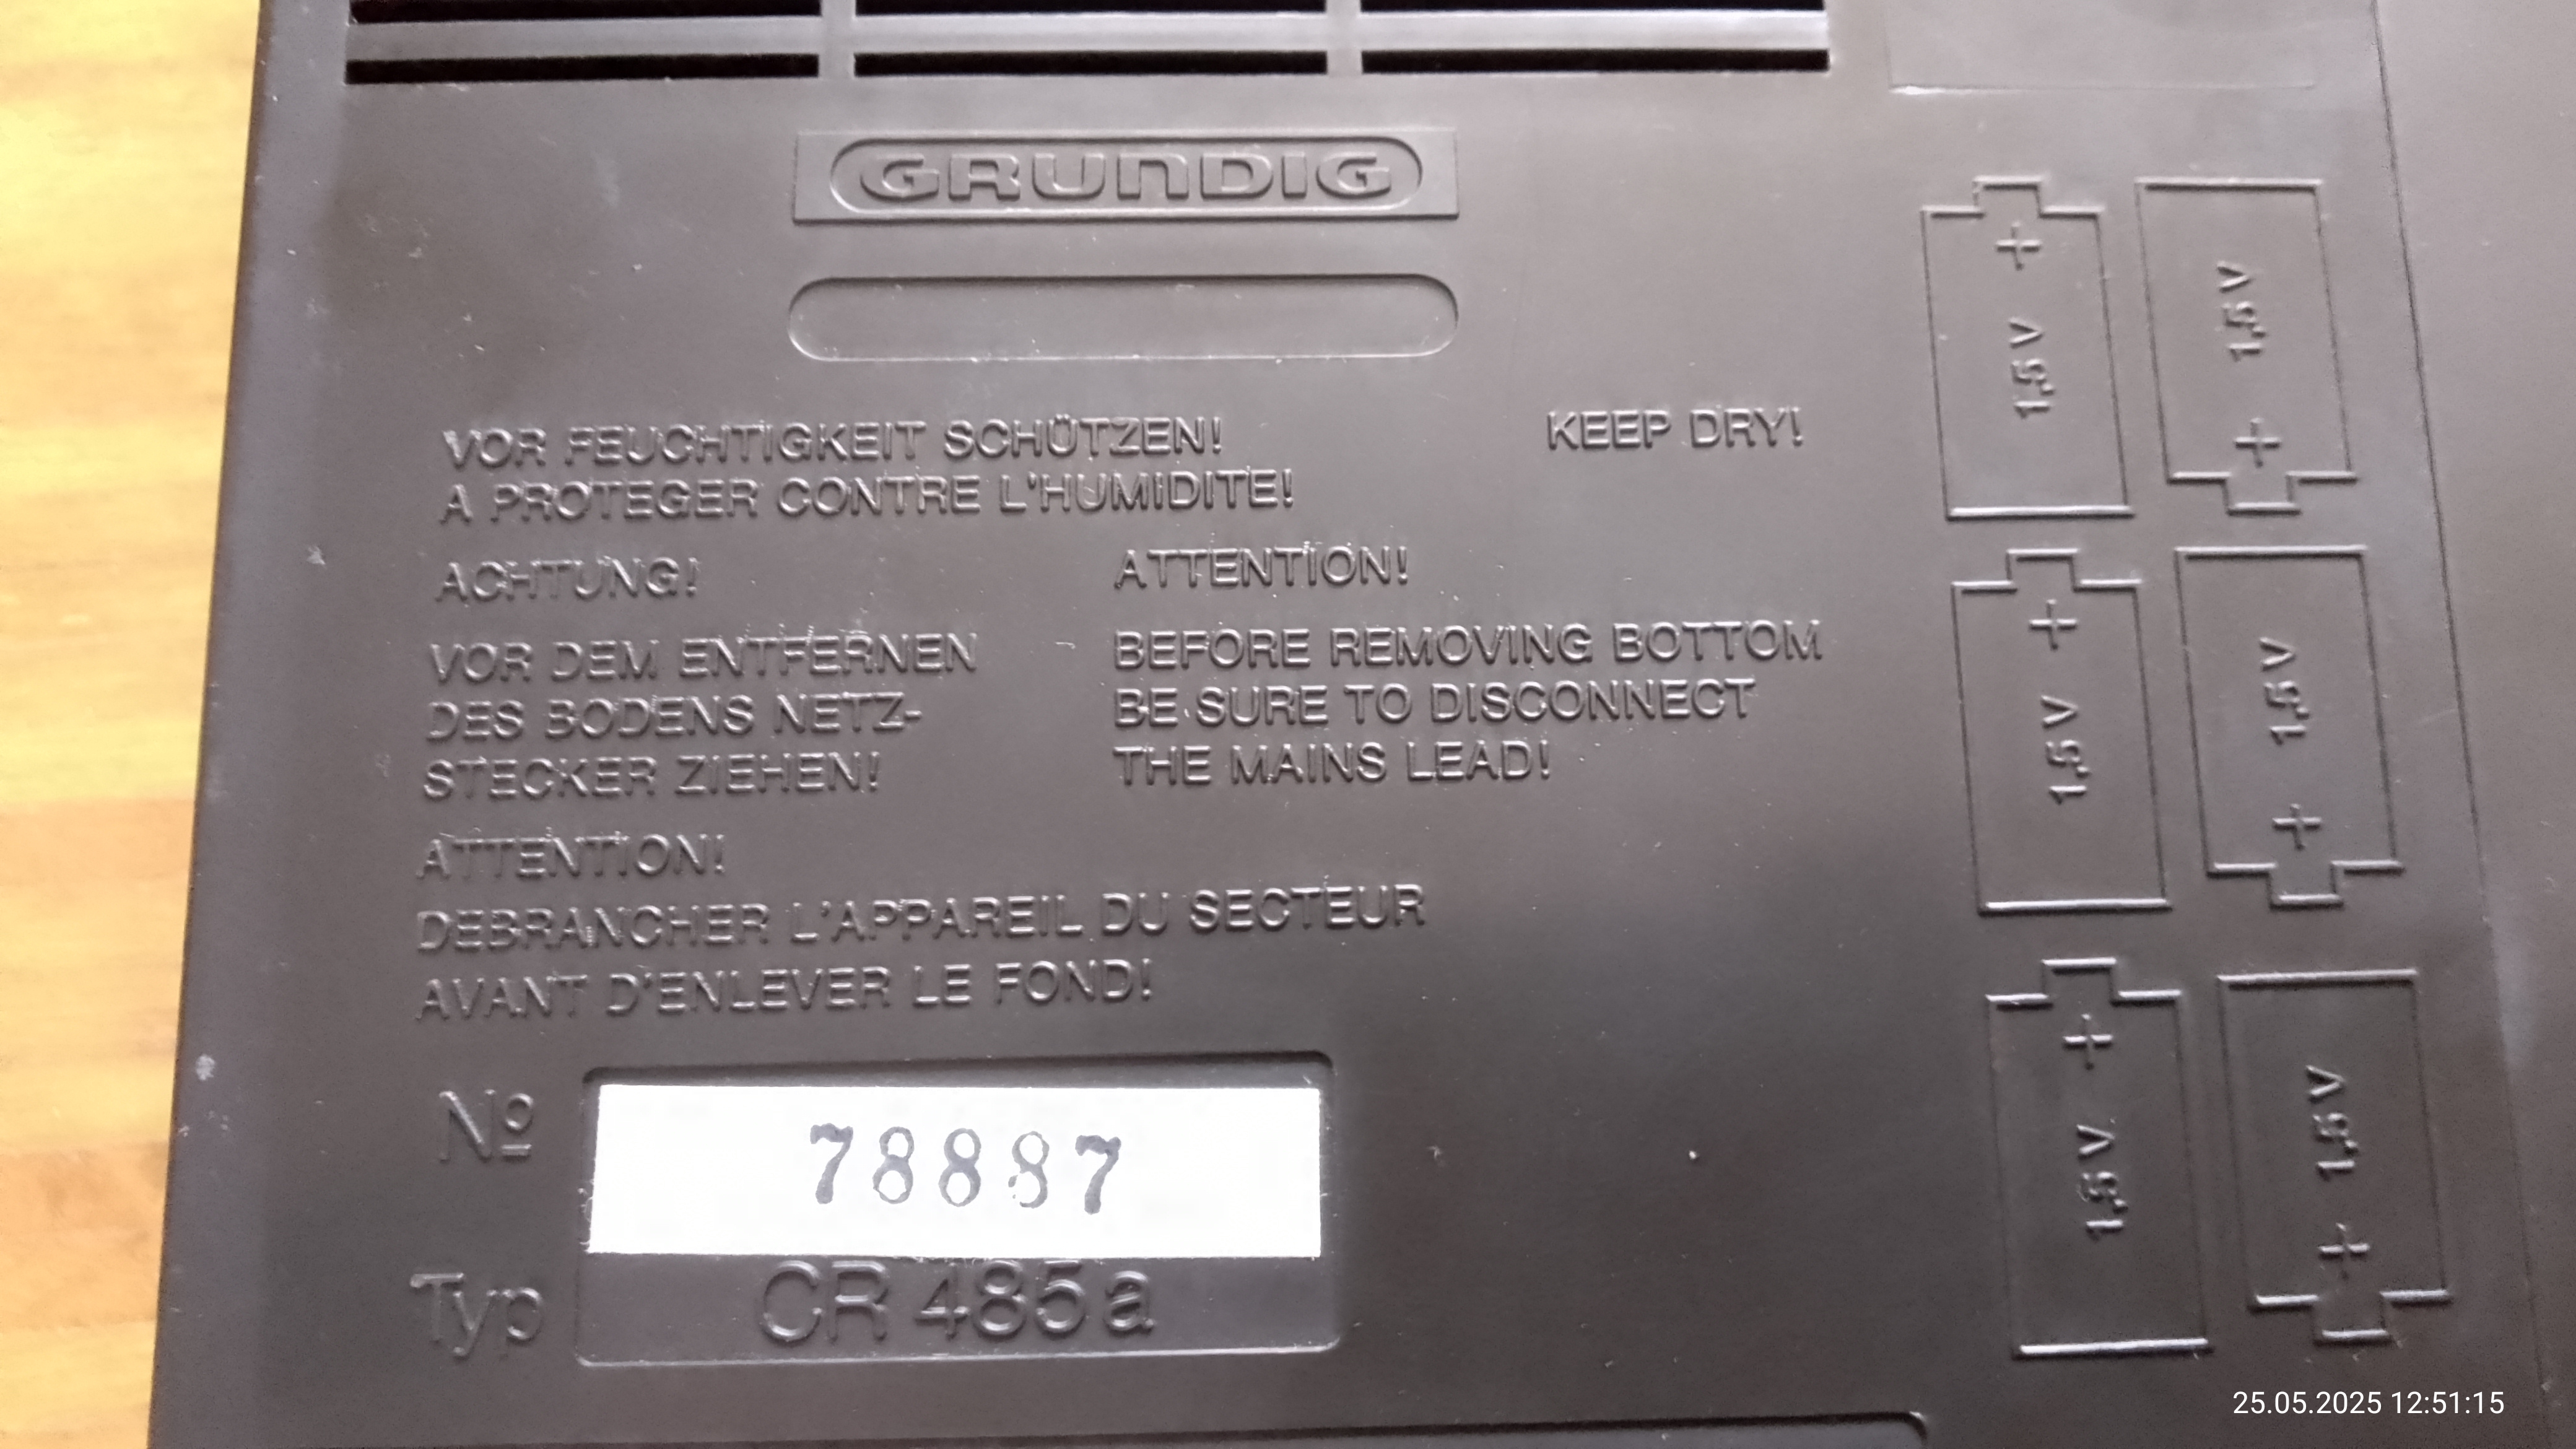 GRUNDIG
VOR FEUCHTIGKEIT SCHÜTZEN! KEEP DRY!
A PROTEGER CONTRE L'HUMIDITE!
ACHTUNG!
VOR DEM ENTFERNEN
DES BODENS NETZ-
STECKER ZIEHEN!
ATTENTION!
BEFORE REMOVING BOTTOM
BE SURE TO DISCONNECT
THE MAINS LEAD!
ATTENTION!
DEBRANCHER L'APPAREIL DU SECTEUR
AVANT D'ENLEVER LE FOND!
Nº 78887
Typ CR 485a
1,5 V +
1,5 V +
1,5 V +
1,5 V +
1,5 V +
1,5 V +
25.05.2025 12:51:15